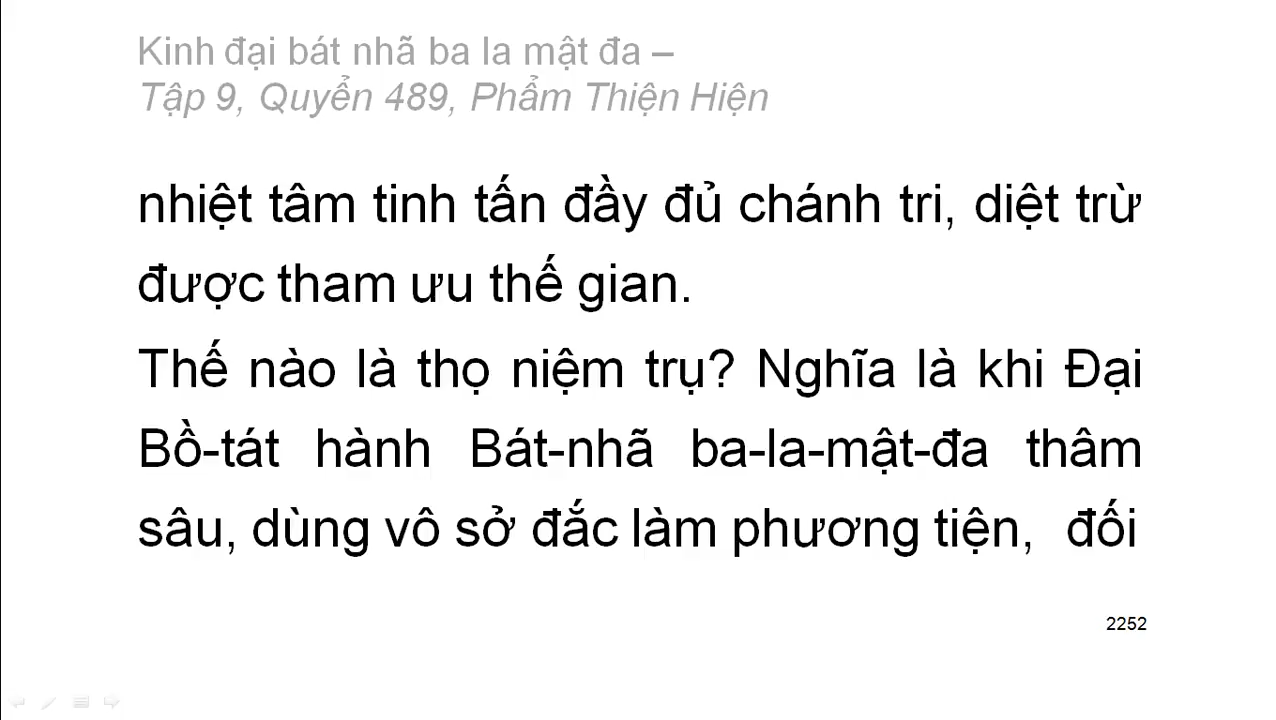 Kinh đại bát nhã ba la mật đa –
Tập 9, Quyển 489, Phẩm Thiện Hiện
nhiệt tâm tinh tấn đầy đủ chánh tri, diệt trừ
được tham ưu thế gian.
Thế nào là thọ niệm trụ? Nghĩa là khi Đại
Bồ-tát hành Bát-nhã ba-la-mật-đa thâm
sâu, dùng vô sở đắc làm phương tiện, đối
2252